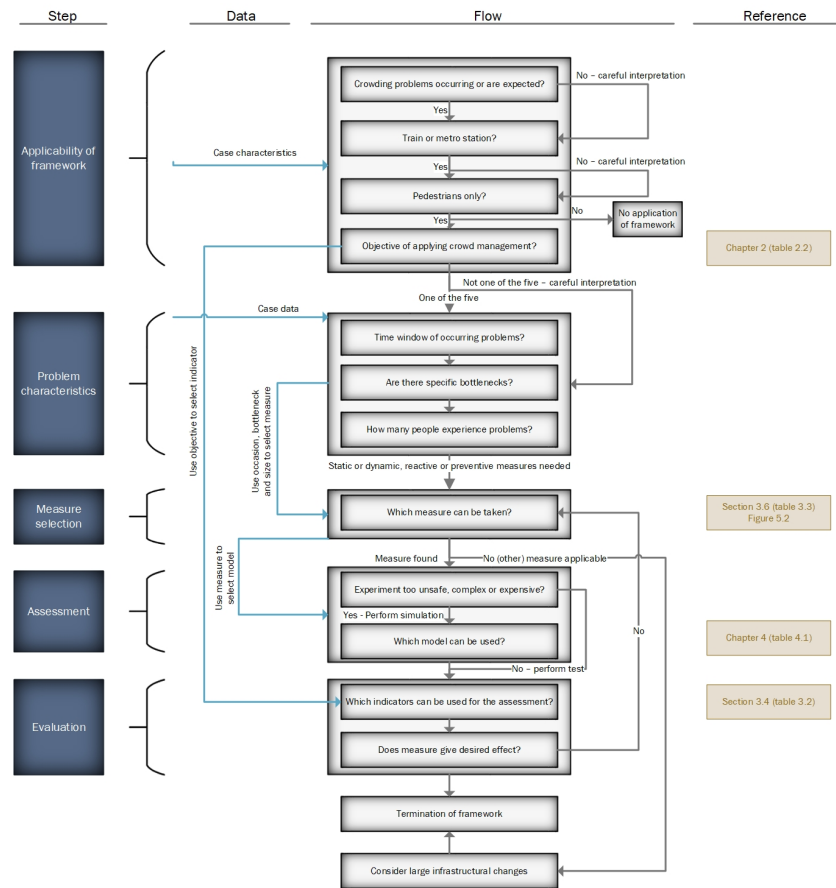 Step
Data
Flow
Reference
Applicability of
framework
Case characteristics
Crowding problems occurring or are expected?
No – careful interpretation
Yes
Train or metro station?
No – careful interpretation
Yes
Pedestrians only?
No
Yes
No application
of framework
Objective of applying crowd management?
Chapter 2 (table 2.2)
Not one of the five – careful interpretation
One of the five
Problem
characteristics
Case data
Time window of occurring problems?
Are there specific bottlenecks?
How many people experience problems?
Use objective to select indicator
Use occasion, bottleneck
and size to select measure
Static or dynamic, reactive or preventive measures needed
Measure
selection
Which measure can be taken?
Section 3.6 (table 3.3)
Figure 5.2
Measure found
No (other) measure applicable
Use measure to
select model
Assessment
Experiment too unsafe, complex or expensive?
Yes - Perform simulation
Which model can be used?
No
Chapter 4 (table 4.1)
No – perform test
Evaluation
Which indicators can be used for the assessment?
Section 3.4 (table 3.2)
Does measure give desired effect?
Termination of framework
Consider large infrastructural changes